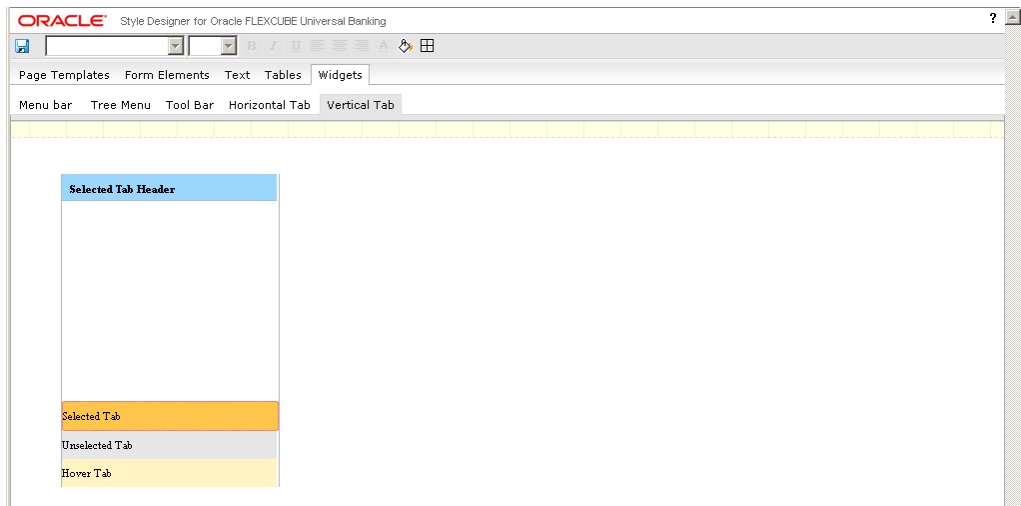 ORACLE Style Designer for Oracle FLEXCUBE Universal Banking ?
B I U A
Page Templates Form Elements Text Tables Widgets
Menu bar Tree Menu Tool Bar Horizontal Tab Vertical Tab
Selected Tab Header
Selected Tab
Unselected Tab
Hover Tab